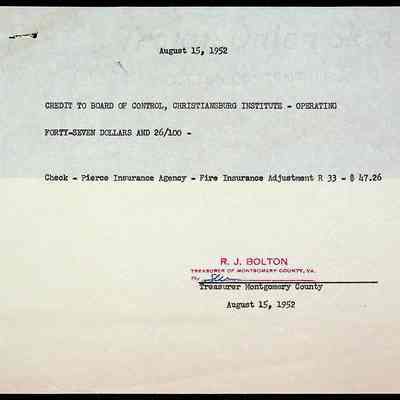 August 15, 1952
CREDIT TO BOARD OF CONTROL, CHRISTIANSBURG INSTITUTE - OPERATING
FORTY-SEVEN DOLLARS AND 26/100 -
Check - Pierce Insurance Agency - Fire Insurance Adjustment R 33 - $ 47.26
R. J. BOLTON
TREASURER OF MONTGOMERY COUNTY, VA.
By
Treasurer Montgomery County
August 15, 1952